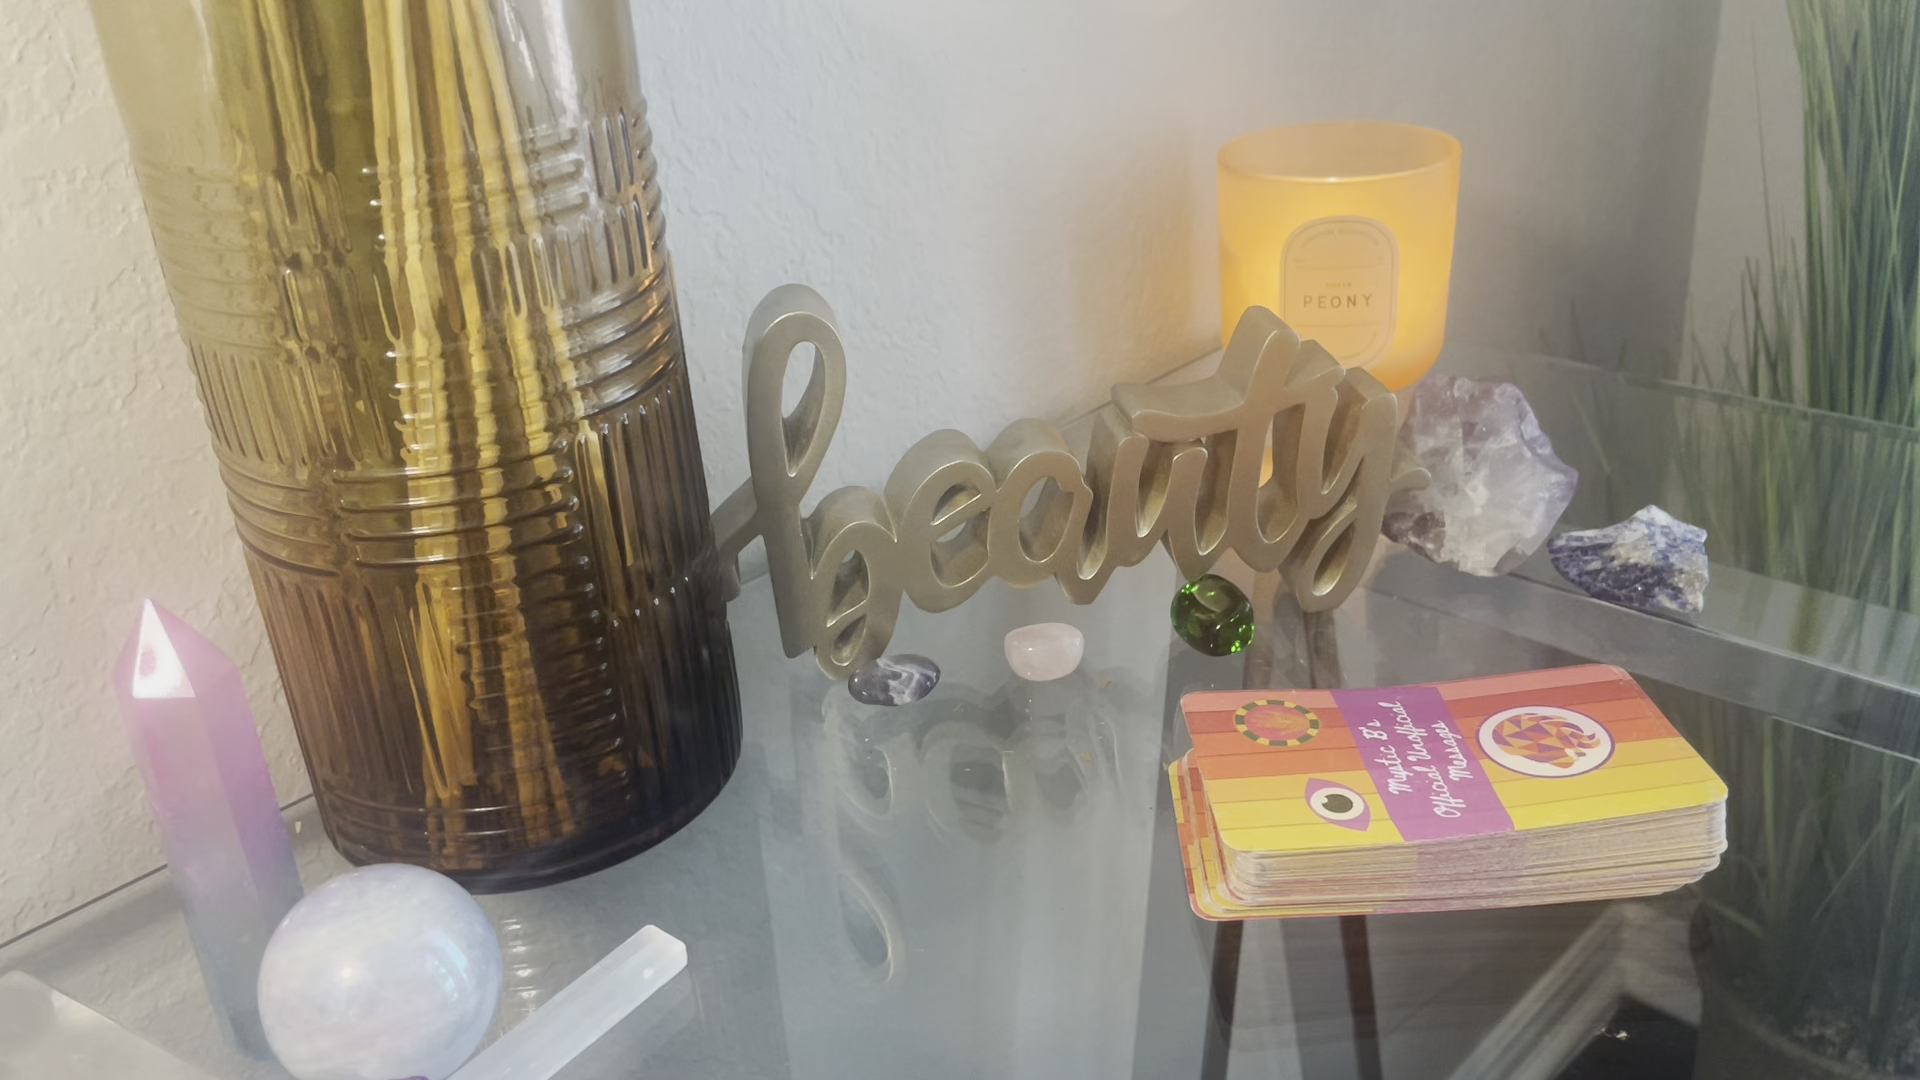 beauty
PEONY
Mystic B's
Official Unofficial
Messages